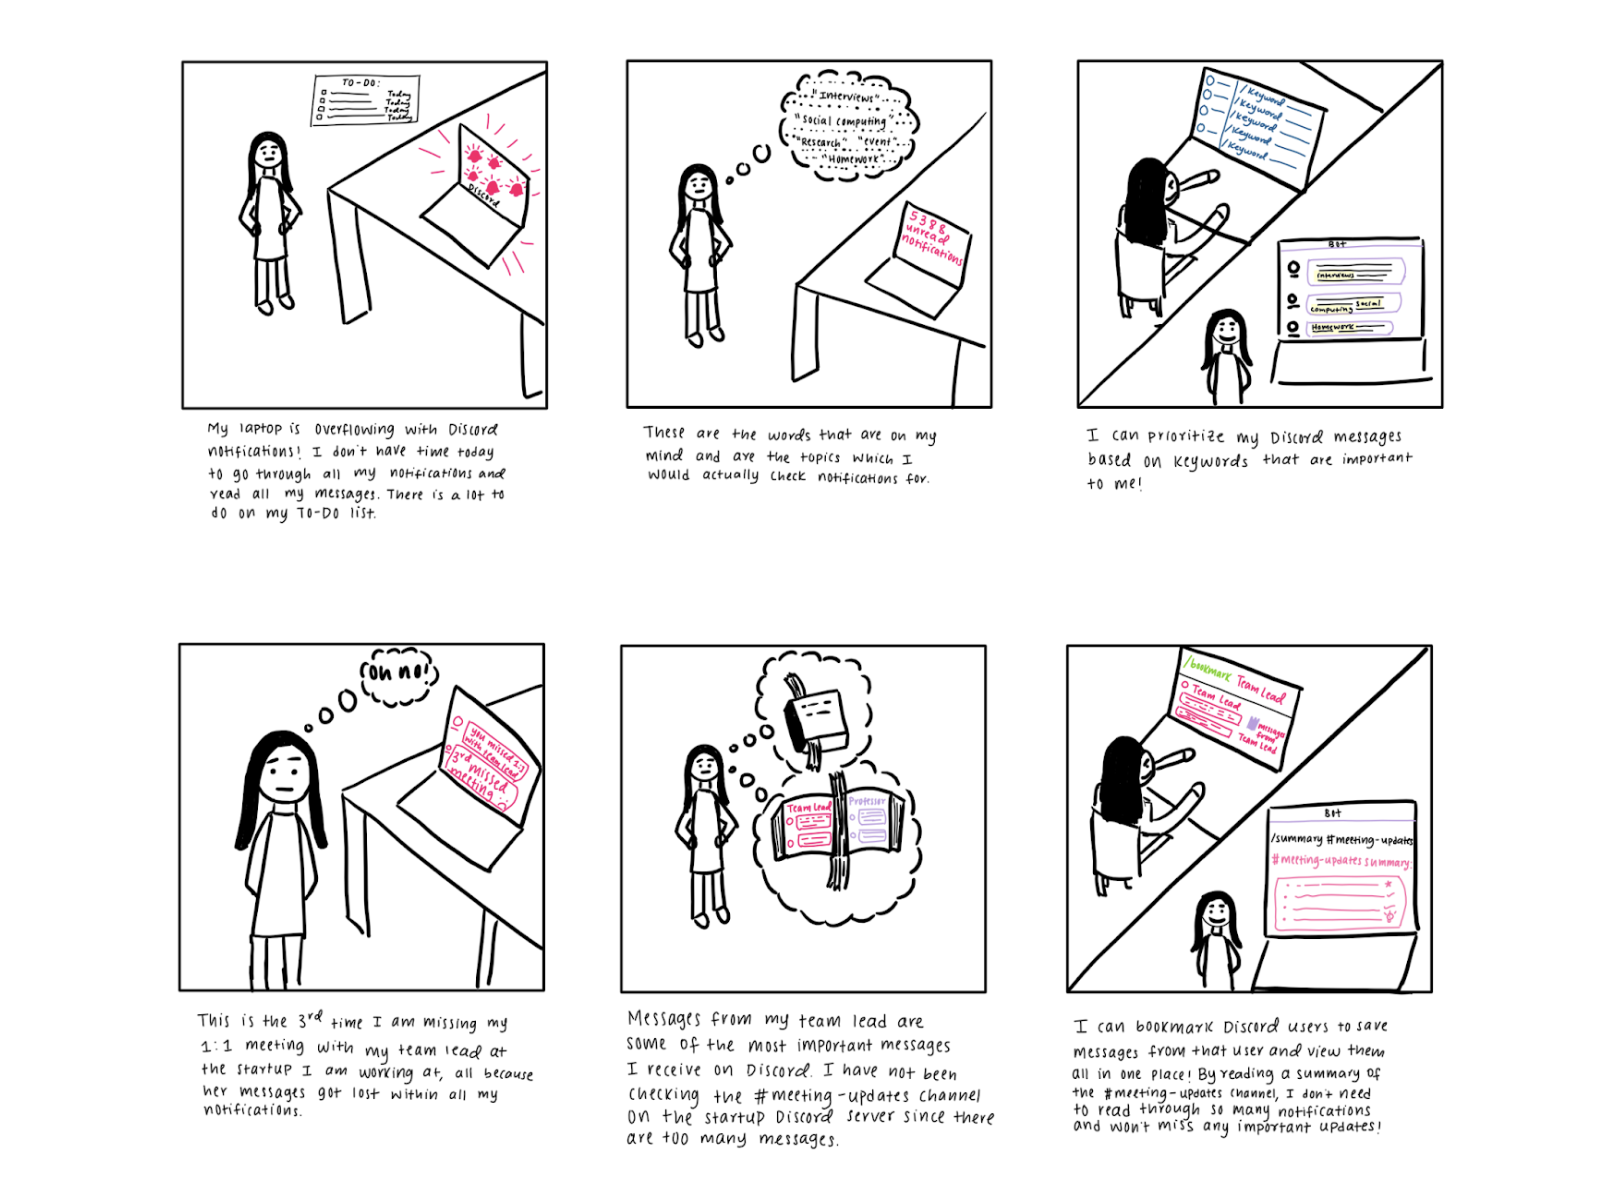 TO-DO:
Today
Today
Today
Today
Discord
My laptop is overflowing with Discord
notifications! I don't have time today
to go through all my notifications and
read all my messages. There is a lot to
do on my TO-DO list.
"Interviews"
"Social computing"
"Research" "event"
"Homework"
5388
unread
notifications
These are the words that are on my
mind and are the topics which I
would actually check notifications for.
/Keyword
/Keyword
/Keyword
/Keyword
/Keyword
Bot
Interviews
Social
computing
Homework
I can prioritize my Discord messages
based on keywords that are important
to me!
Oh no!
you missed 1:1
with team lead
3rd missed
meeting :(
This is the 3rd time I am missing my
1:1 meeting with my team lead at
the startup I am working at, all because
her messages got lost within all my
notifications.
Team Lead
Professor
Messages from my team lead are
some of the most important messages
I receive on Discord. I have not been
checking the #meeting-updates channel
on the startup Discord server since there
are too many messages.
/bookmark Team Lead
Team Lead
messages
from
Team Lead
Bot
/summary #meeting-updates
#meeting-updates summary:
I can bookmark Discord users to save
messages from that user and view them
all in one place! By reading a summary of
the #meeting-updates channel, I don't need
to read through so many notifications
and won't miss any important updates!